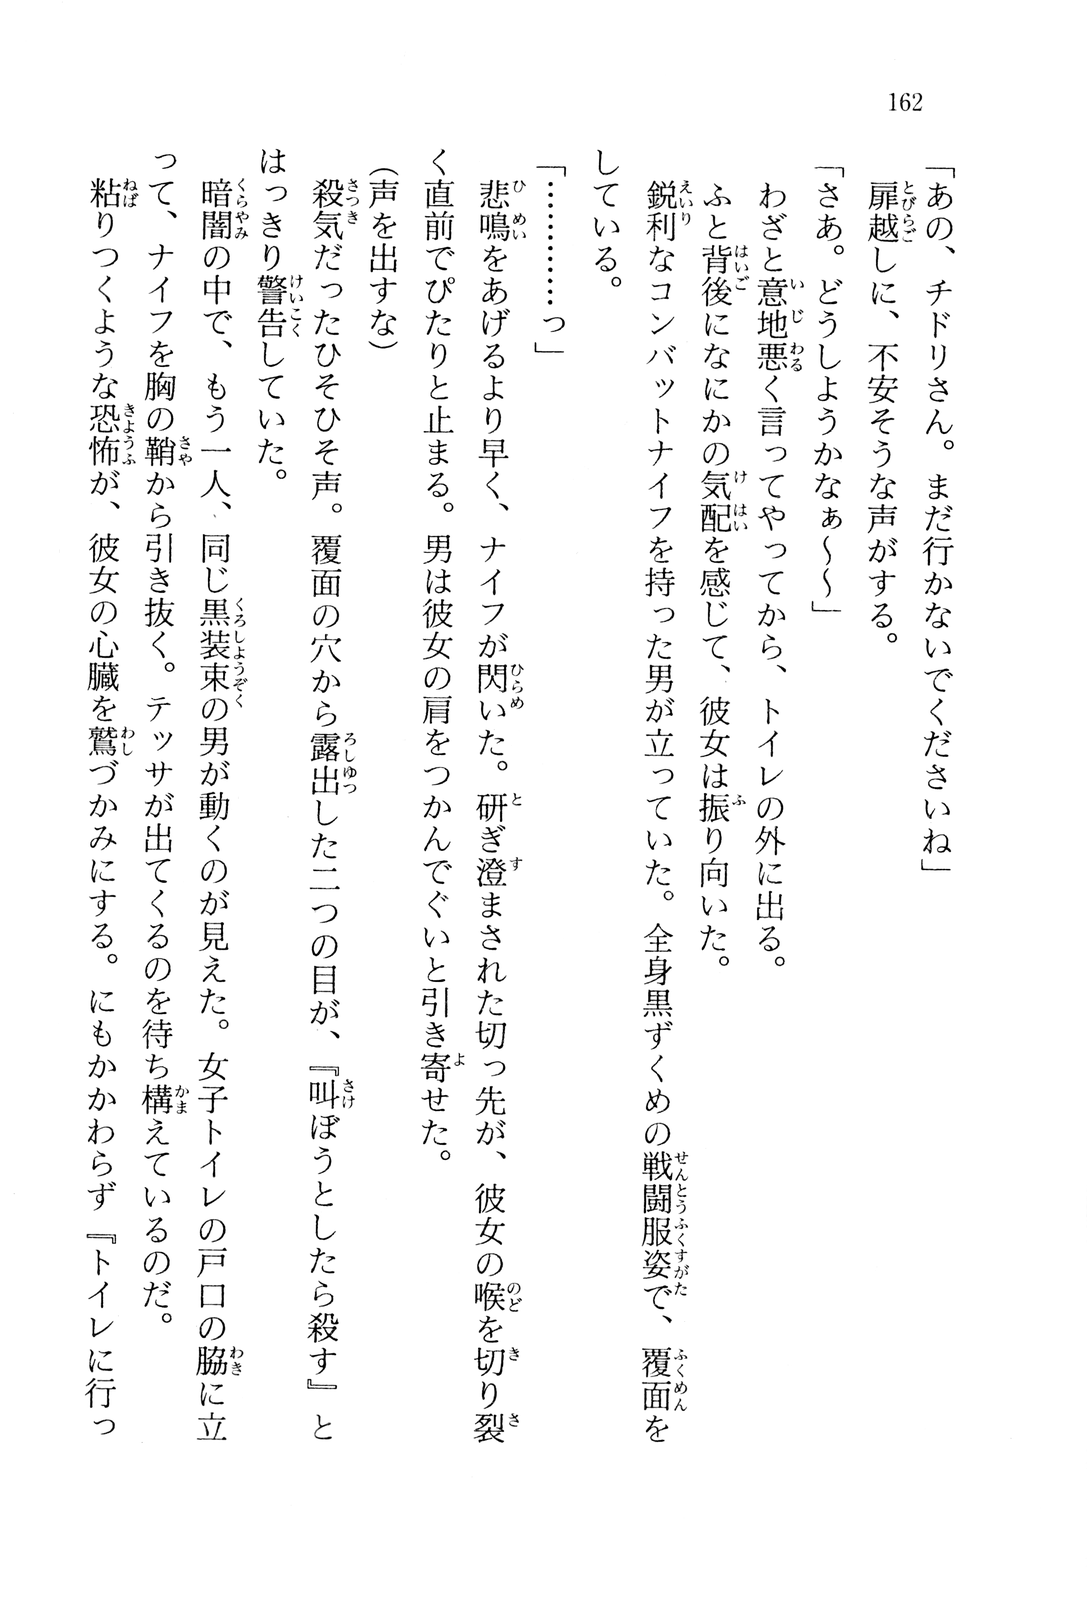 162
「あの、チドリさん。まだ行かないでくださいね」
扉越しに、不安そうな声がする。
「さあ。どうしようかなぁ〜〜」
わざと意地悪く言ってやってから、トイレの外に出る。
ふと背後になにかの気配を感じて、彼女は振り向いた。
鋭利なコンバットナイフを持った男が立っていた。全身黒ずくめの戦闘服姿で、覆面を
している。
「…………っ」
悲鳴をあげるより早く、ナイフが閃いた。研ぎ澄まされた切っ先が、彼女の喉を切り裂
く直前でぴたりと止まる。男は彼女の肩をつかんでぐいと引き寄せた。
（声を出すな）
殺気だったひそひそ声。覆面の穴から露出した二つの目が、『叫ぼうとしたら殺す』と
はっきり警告していた。
暗闇の中で、もう一人、同じ黒装束の男が動くのが見えた。女子トイレの戸口の脇に立
って、ナイフを胸の鞘から引き抜く。テッサが出てくるのを待ち構えているのだ。
粘りつくような恐怖が、彼女の心臓を鷲づかみにする。にもかかわらず『トイレに行っ